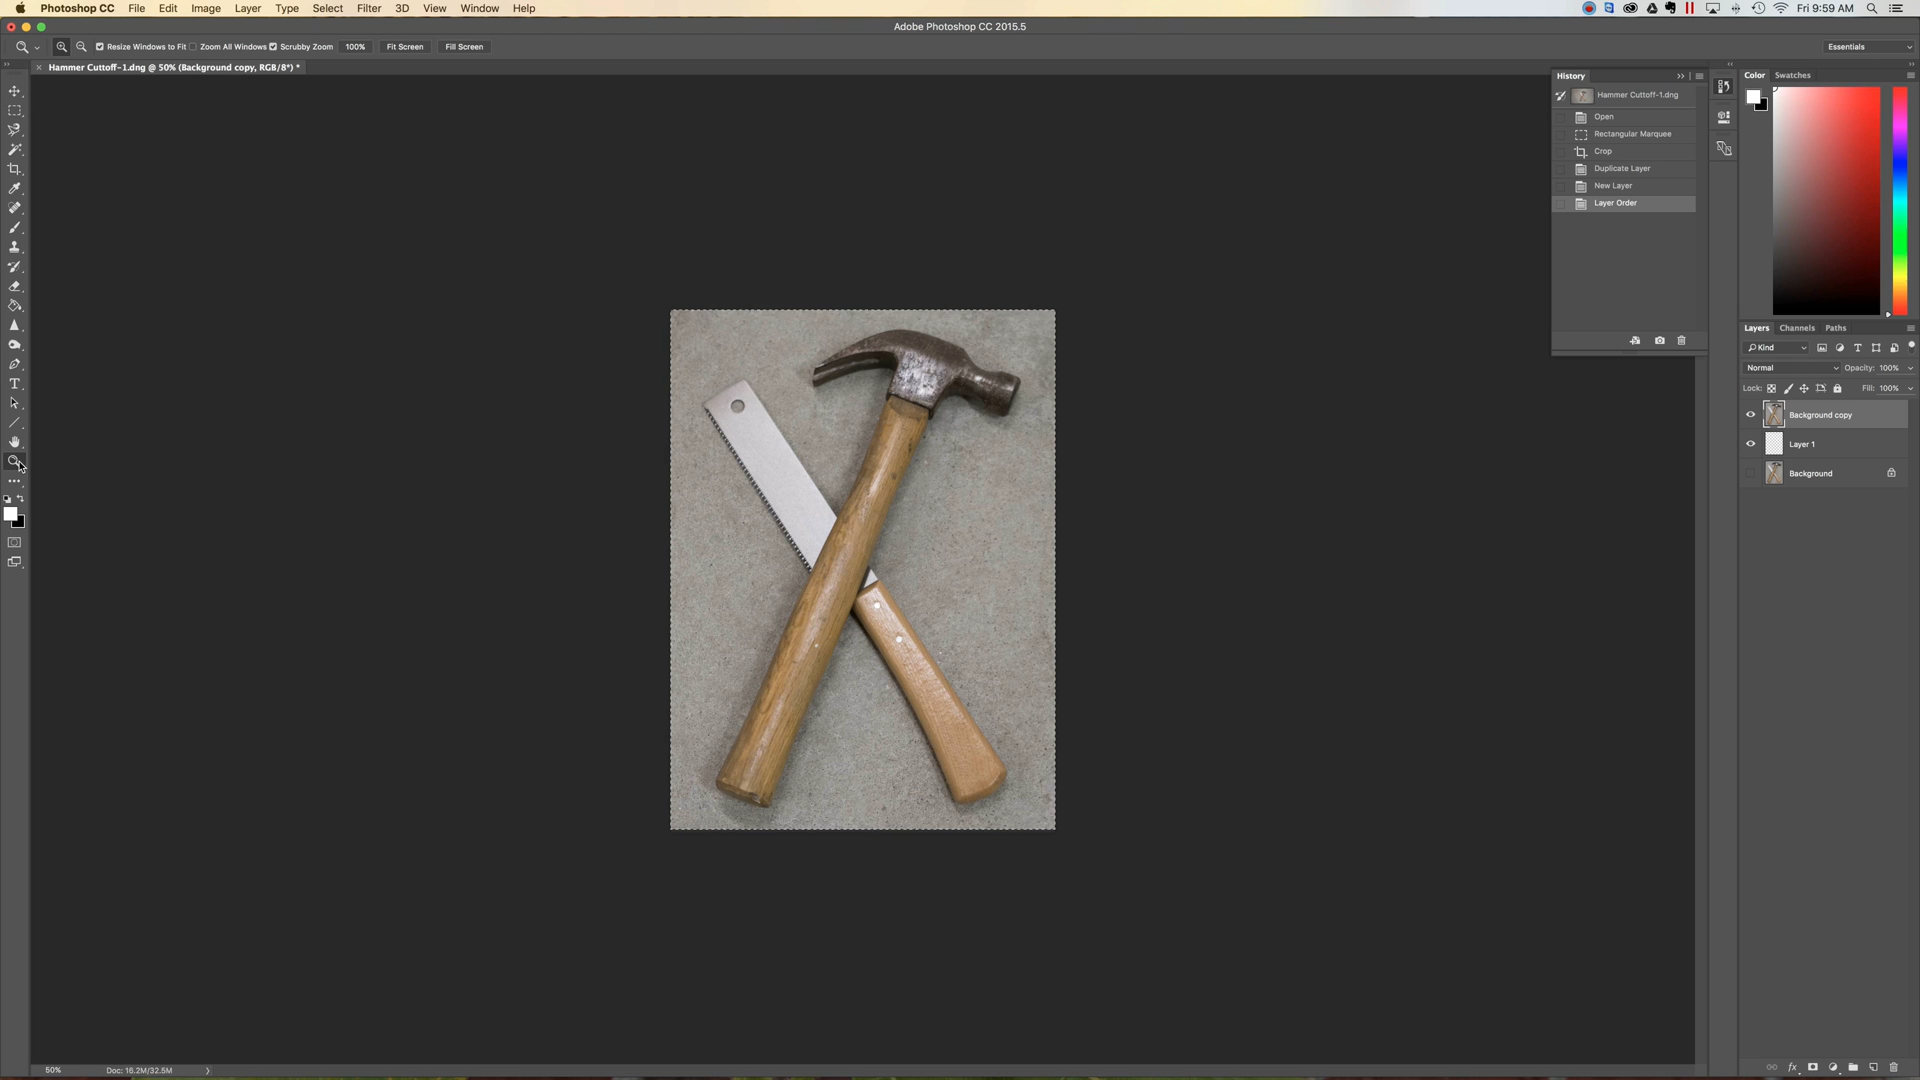 Photoshop CC File Edit Image Layer Type Select Filter 3D View Window Help Fri 9:59 AM
Adobe Photoshop CC 2015.5
Resize Windows to Fit Zoom All Windows Scrubby Zoom 100% Fit Screen Fill Screen Essentials
Hammer Cuttoff-1.dng @ 50% (Background copy, RGB/8*) *
History
Hammer Cuttoff-1.dng
Open
Rectangular Marquee
Crop
Duplicate Layer
New Layer
Layer Order
Color Swatches
Layers Channels Paths
Kind
Normal Opacity: 100%
Lock: Fill: 100%
Background copy
Layer 1
Background
50% Doc: 16.2M/32.5M